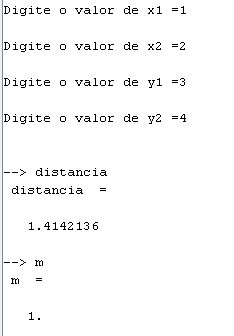 Digite o valor de x1 =1
Digite o valor de x2 =2
Digite o valor de y1 =3
Digite o valor de y2 =4
--> distancia
distancia  =
1.4142136
--> m
m  =
1.